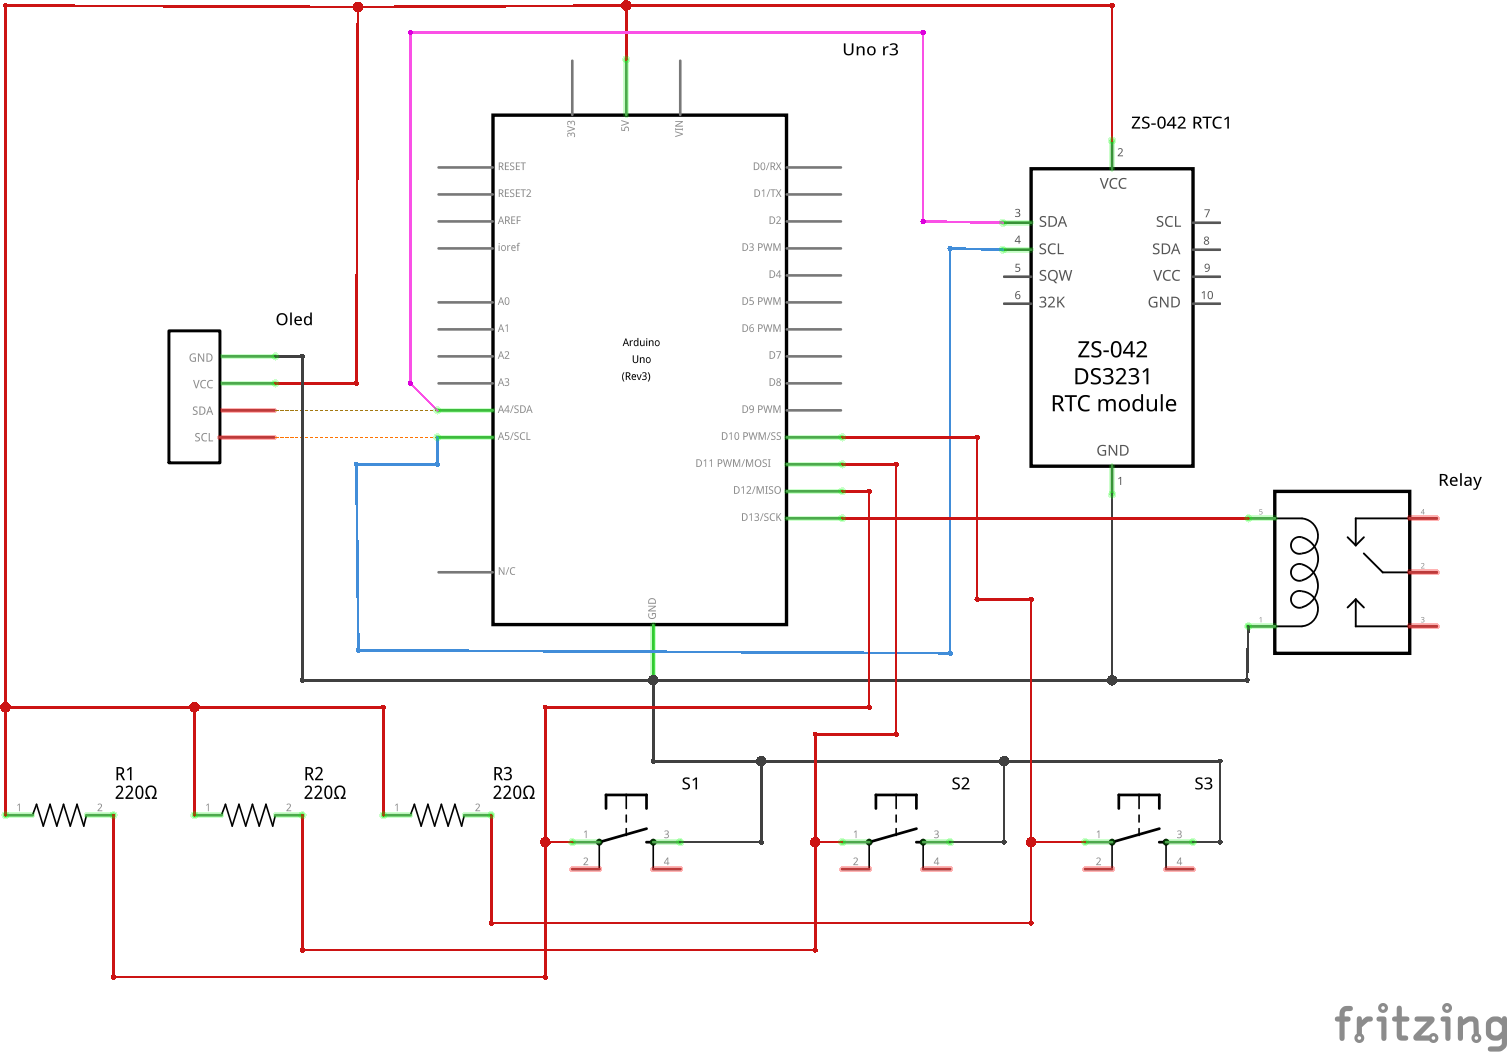 Uno r3
3V3
5V
VIN
RESET
RESET2
AREF
ioref
A0
A1
A2
A3
A4/SDA
A5/SCL
N/C
D0/RX
D1/TX
D2
D3 PWM
D4
D5 PWM
D6 PWM
D7
D8
D9 PWM
D10 PWM/SS
D11 PWM/MOSI
D12/MISO
D13/SCK
Arduino
Uno
(Rev3)
GND
ZS-042 RTC1
2
VCC
3 SDA
4 SCL
5 SQW
6 32K
SCL 7
SDA 8
VCC 9
GND 10
ZS-042
DS3231
RTC module
GND
1
Oled
GND
VCC
SDA
SCL
Relay
5
1
4
2
3
R1
220Ω
1 2
R2
220Ω
1 2
R3
220Ω
1 2
S1
1 3
2 4
S2
1 3
2 4
S3
1 3
2 4
fritzing